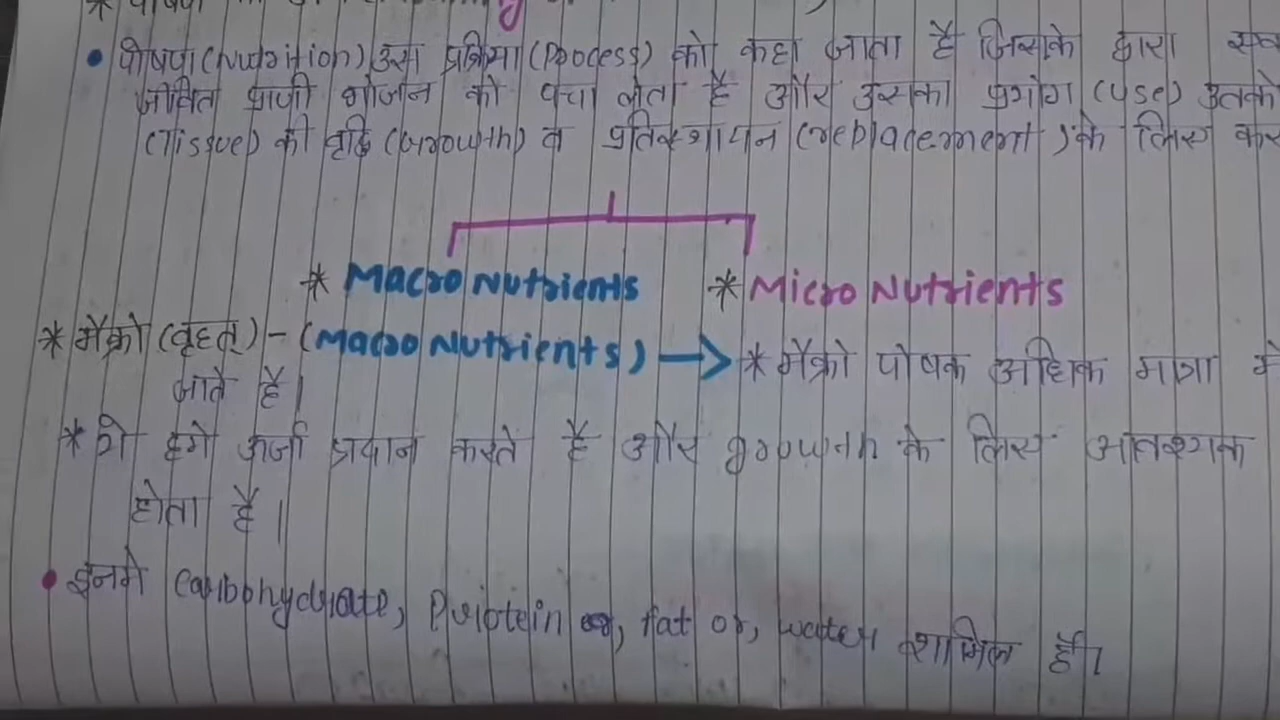 • पोषण (Nutrition) उस प्रक्रिया (Process) को कहा जाता है जिसके द्वारा
जीवित प्राणी भोजन को पचा लेता है और उसका प्रयोग (use) उतको
(Tissue) की वृद्धि (Growth) व प्रतिस्थापन (replacement) के लिए
* Macro Nutrients * Micro Nutrients
* मैक्रो (वृहत्) - (Macro Nutrients) → * मैक्रो पोषक अधिक मात्रा मे
जाते है।
* ये हमे ऊर्जा प्रदान करते है और growth के लिए आवश्यक
होता है।
• इनमे Carbohydrate, Protein or, fat or, water शामिल है।